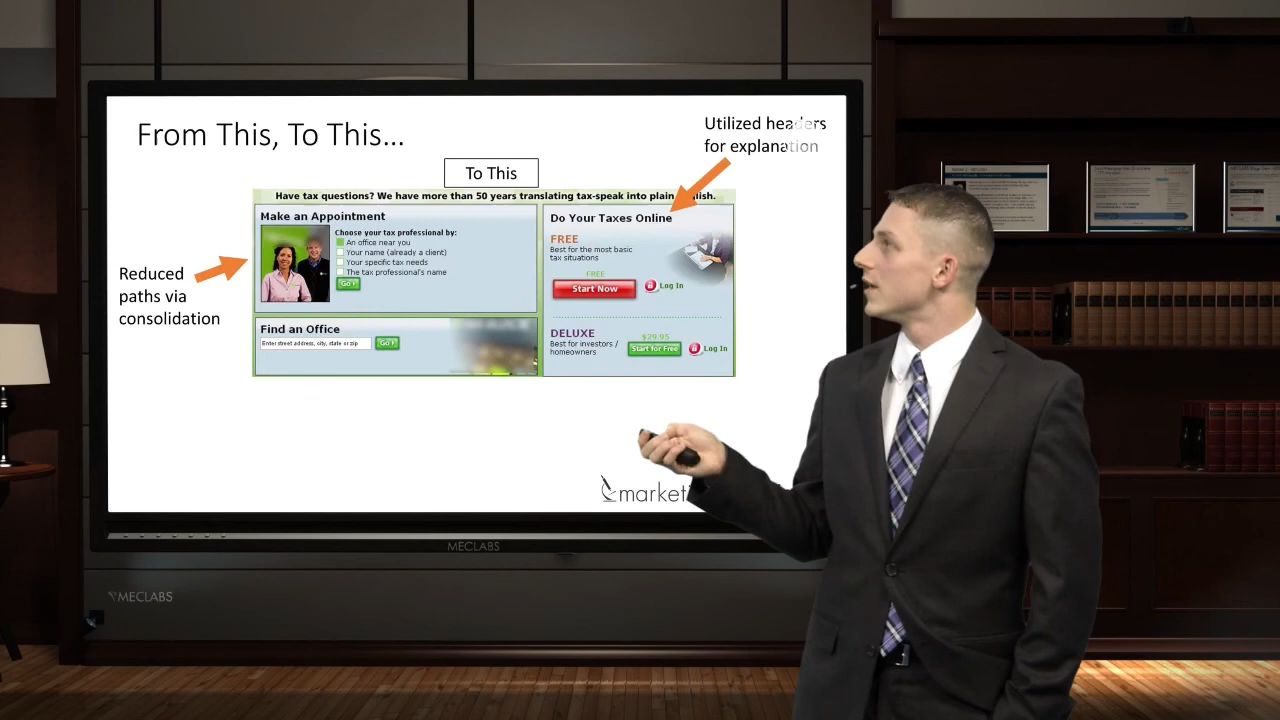 From This, To This...
Utilized headers
for explanation
To This
Have tax questions? We have more than 50 years translating tax-speak into plain
Make an Appointment
Choose your tax professional by:
An office near you
Your name (already a client)
Your specific tax needs
The tax professional's name
Go
Find an Office
Enter street address, city, state or zip
Go
Do Your Taxes Online
FREE
Best for the most basic
tax situations
FREE
Start Now
Log In
DELUXE
Best for investors /
homeowners
$29.95
Start for Free
Log In
Reduced
paths via
consolidation
market
MECLABS
MECLABS